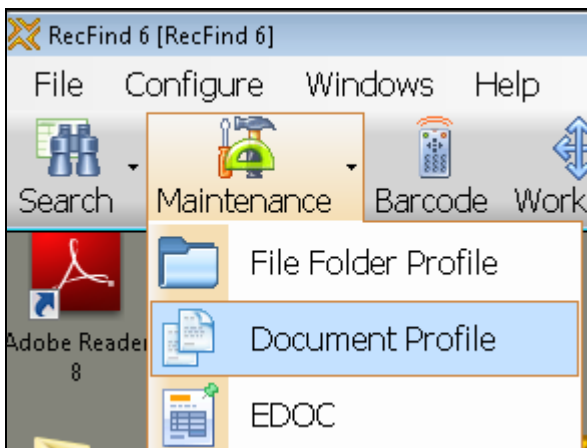 RecFind 6 [RecFind 6]
File Configure Windows Help
Search Maintenance Barcode Work
File Folder Profile
Adobe Reader
8
Document Profile
EDOC